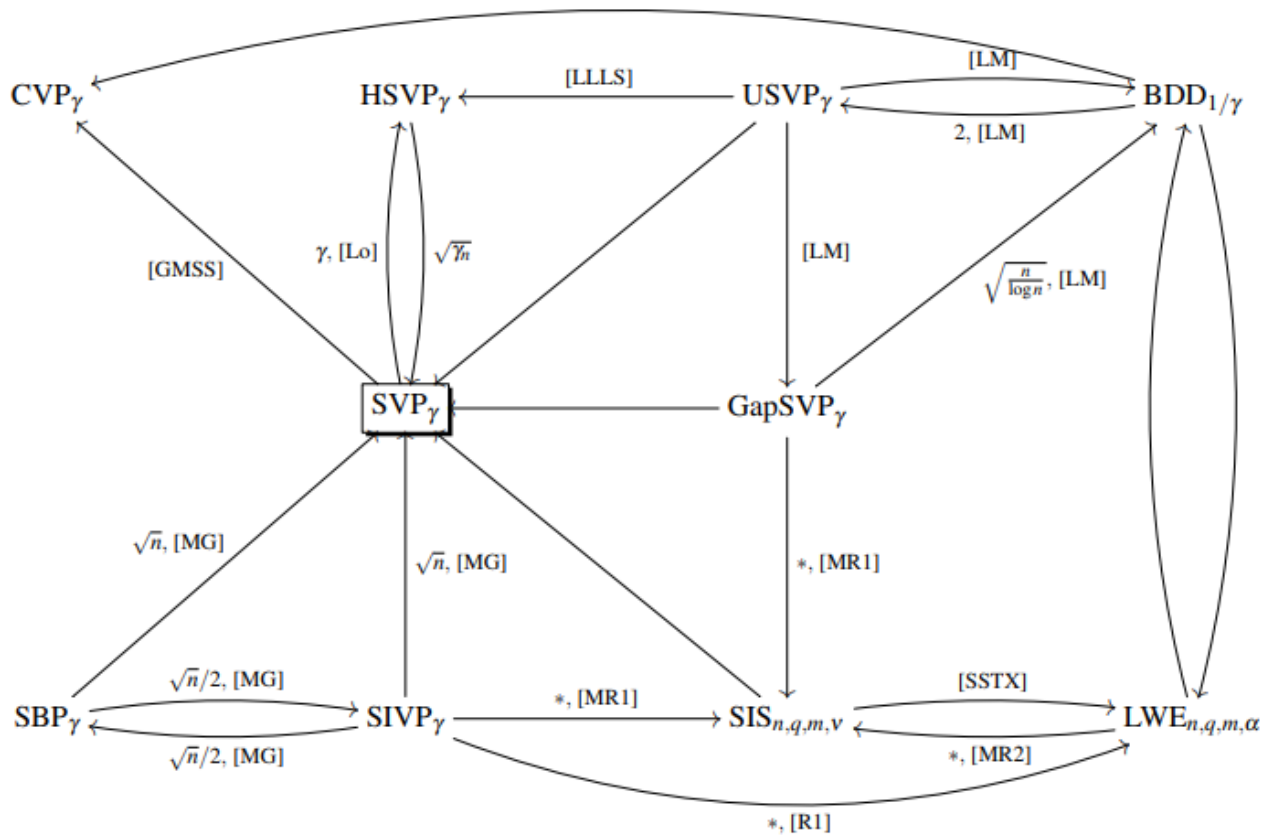 [LM]
CVPγ
HSVPγ
[LLLS]
USVPγ
BDD1/γ
2, [LM]
[GMSS]
γ, [Lo]
√γn
[LM]
√n/log n, [LM]
SVPγ
GapSVPγ
√n, [MG]
√n, [MG]
*, [MR1]
√n/2, [MG]
*, [MR1]
[SSTX]
SBPγ
SIVPγ
SISn,q,m,ν
LWEn,q,m,α
√n/2, [MG]
*, [MR2]
*, [R1]